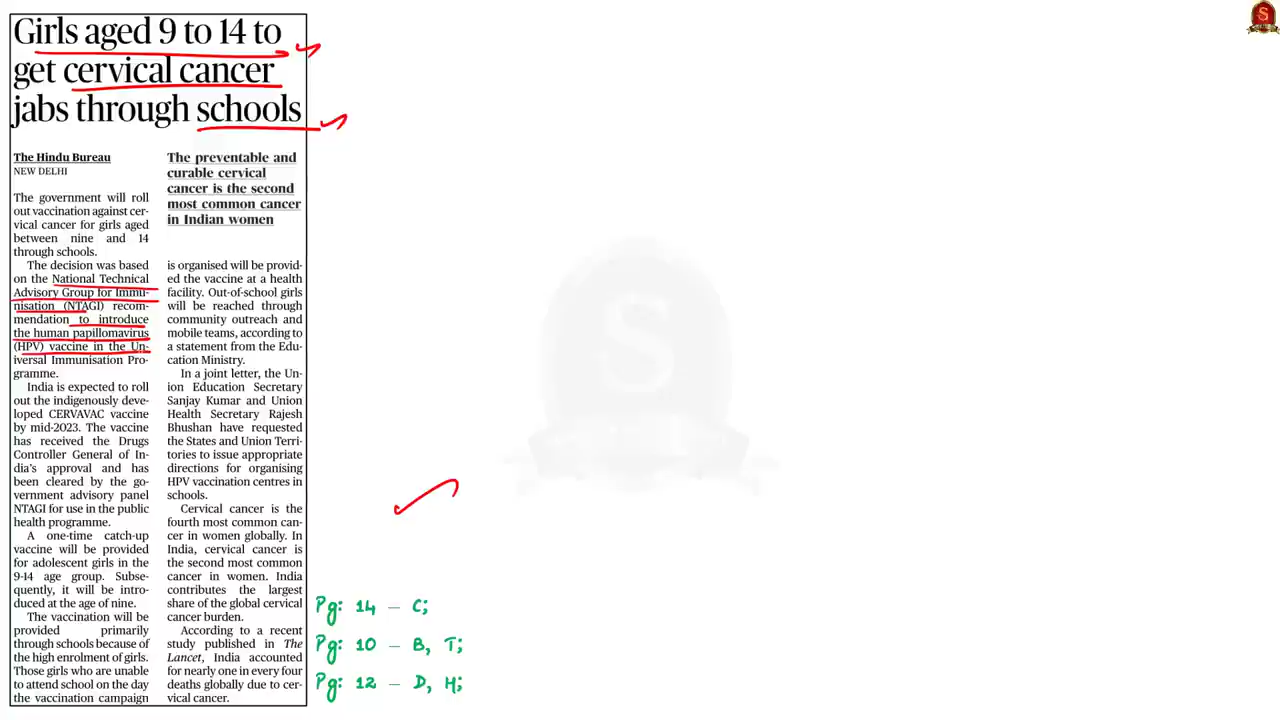 Girls aged 9 to 14 to
get cervical cancer
jabs through schools
The Hindu Bureau
NEW DELHI
The government will roll
out vaccination against cer-
vical cancer for girls aged
between nine and 14
through schools.
The decision was based
on the National Technical
Advisory Group for Immu-
nisation (NTAGI) recom-
mendation to introduce
the human papillomavirus
(HPV) vaccine in the Un-
iversal Immunisation Pro-
gramme.
India is expected to roll
out the indigenously deve-
loped CERVAVAC vaccine
by mid-2023. The vaccine
has received the Drugs
Controller General of In-
dia's approval and has
been cleared by the go-
vernment advisory panel
NTAGI for use in the public
health programme.
A one-time catch-up
vaccine will be provided
for adolescent girls in the
9-14 age group. Subse-
quently, it will be intro-
duced at the age of nine.
The vaccination will be
provided primarily
through schools because of
the high enrolment of girls.
Those girls who are unable
to attend school on the day
the vaccination campaign
The preventable and
curable cervical
cancer is the second
most common cancer
in Indian women
is organised will be provid-
ed the vaccine at a health
facility. Out-of-school girls
will be reached through
community outreach and
mobile teams, according to
a statement from the Edu-
cation Ministry.
In a joint letter, the Un-
ion Education Secretary
Sanjay Kumar and Union
Health Secretary Rajesh
Bhushan have requested
the States and Union Terri-
tories to issue appropriate
directions for organising
HPV vaccination centres in
schools.
Cervical cancer is the
fourth most common can-
cer in women globally. In
India, cervical cancer is
the second most common
cancer in women. India
contributes the largest
share of the global cervical
cancer burden.
According to a recent
study published in The
Lancet, India accounted
for nearly one in every four
deaths globally due to cer-
vical cancer.
Pg: 14 – C;
Pg: 10 – B, T;
Pg: 12 – D, H;
S
S